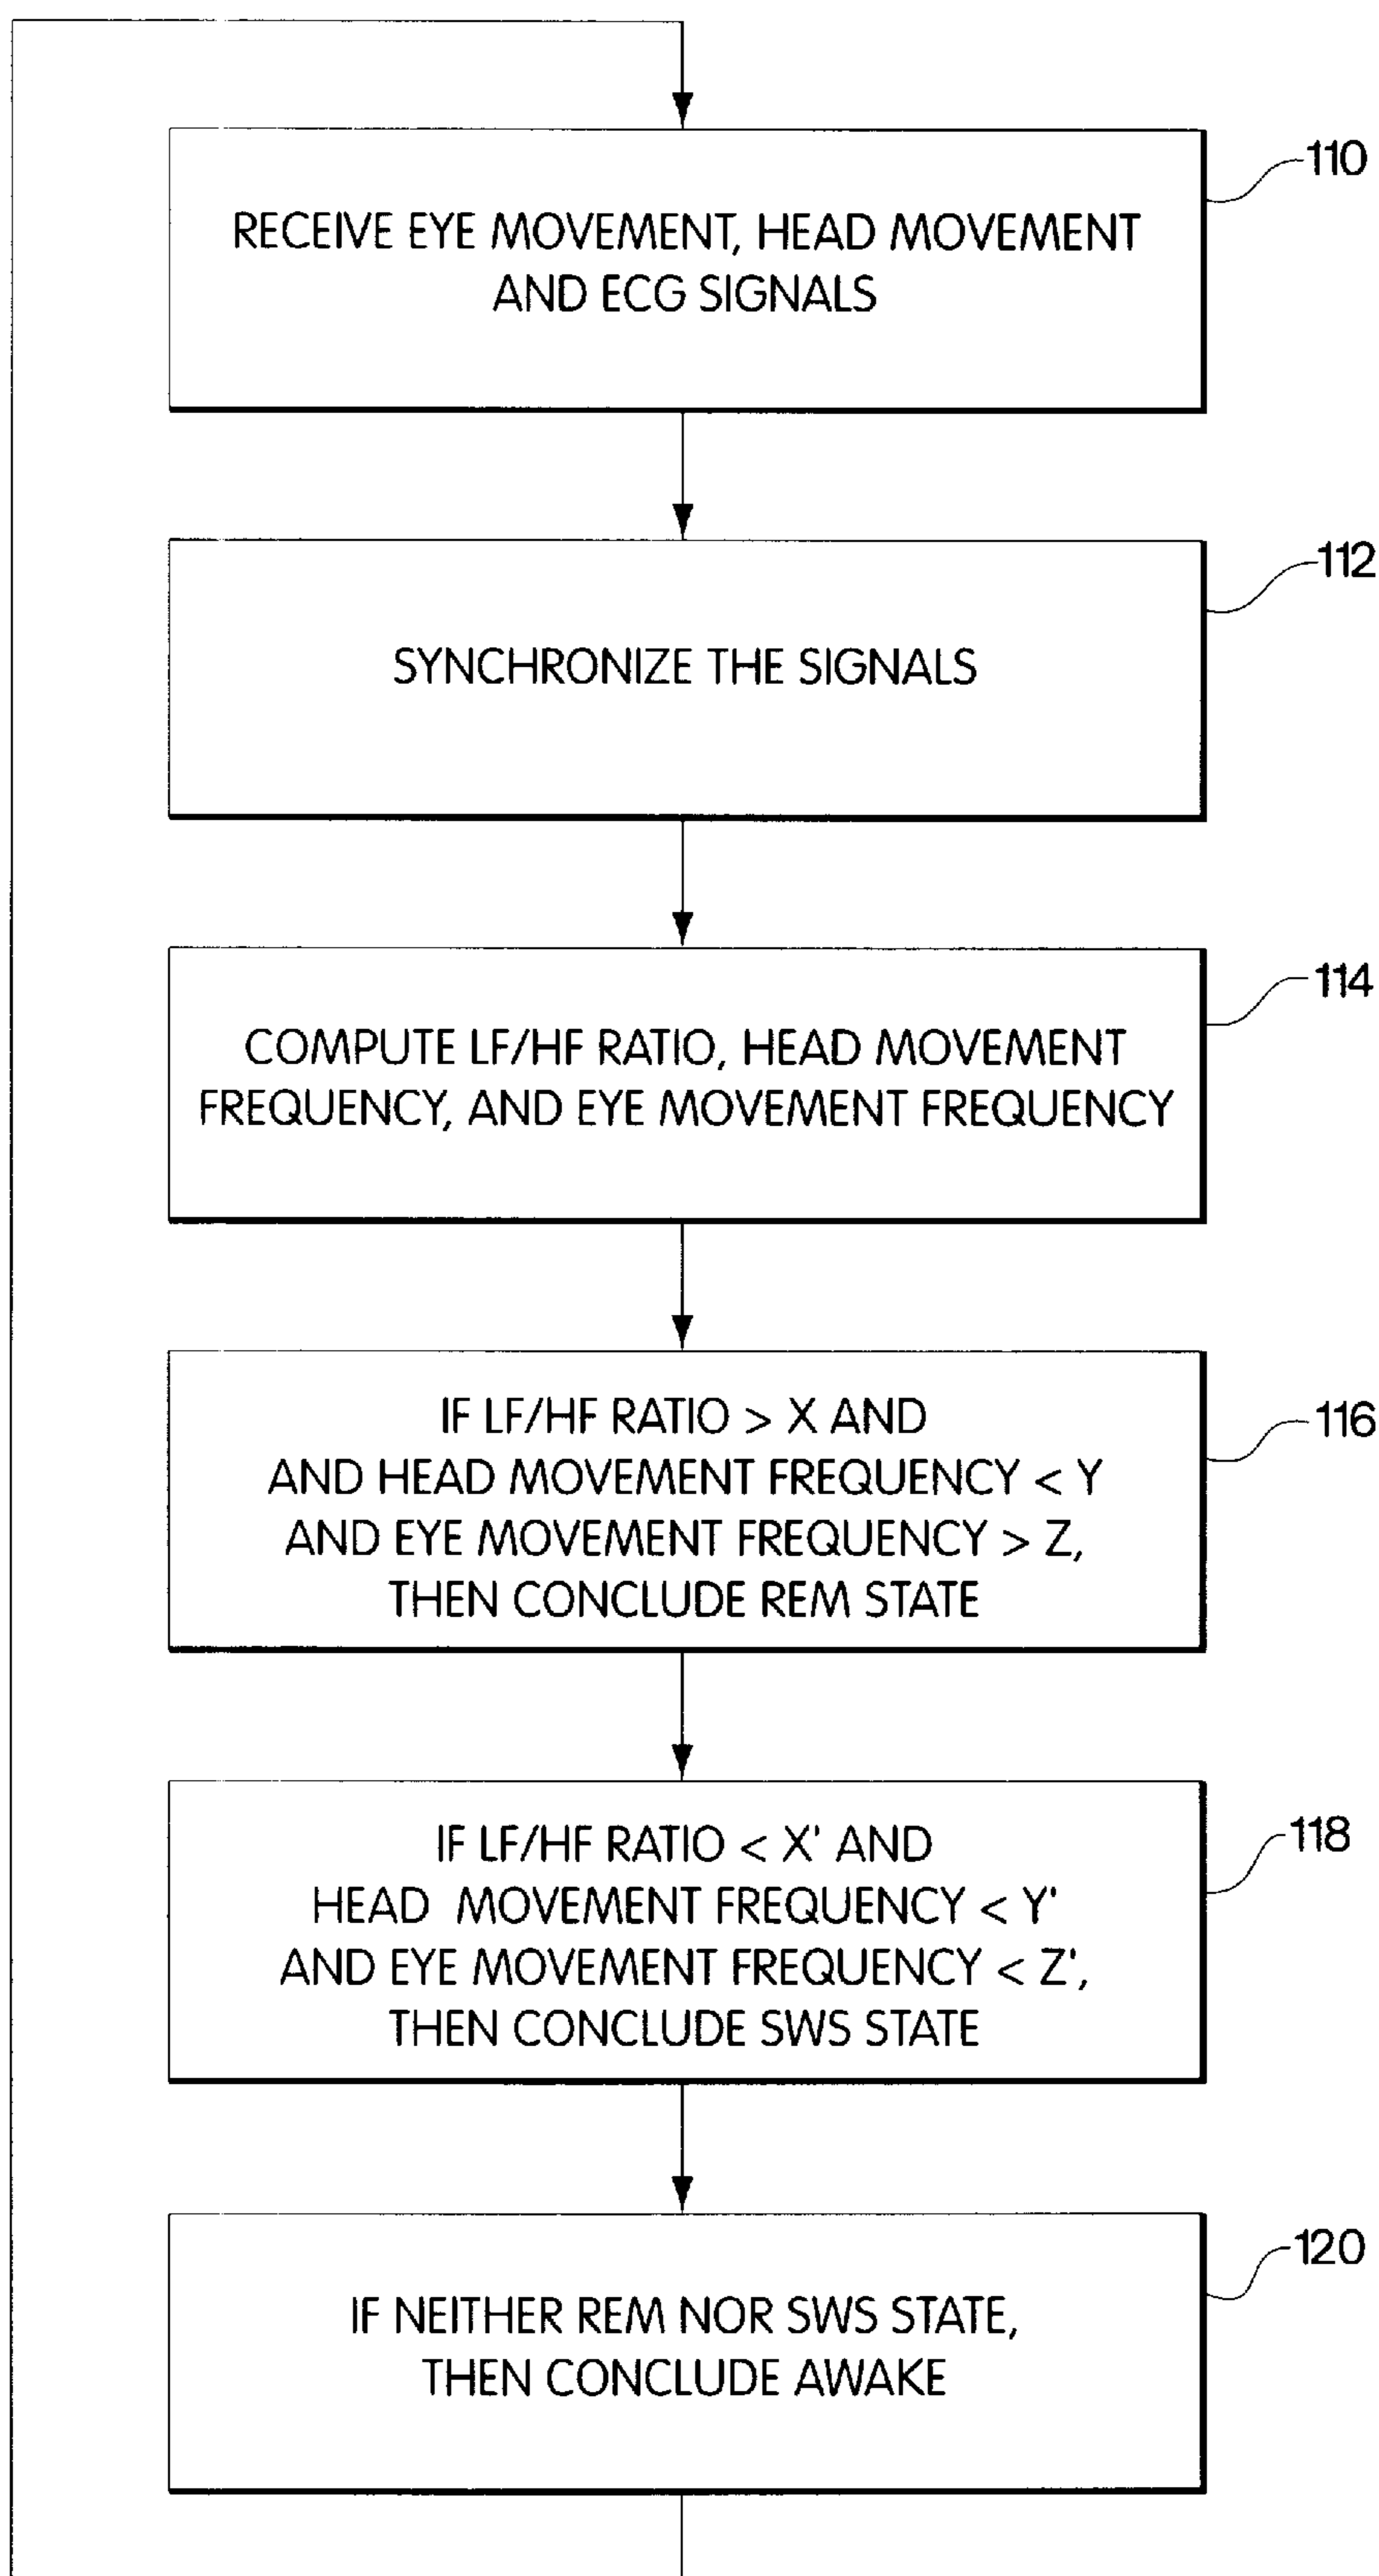 110
RECEIVE EYE MOVEMENT, HEAD MOVEMENT
AND ECG SIGNALS
112
SYNCHRONIZE THE SIGNALS
114
COMPUTE LF/HF RATIO, HEAD MOVEMENT
FREQUENCY, AND EYE MOVEMENT FREQUENCY
116
IF LF/HF RATIO > X AND
AND HEAD MOVEMENT FREQUENCY < Y
AND EYE MOVEMENT FREQUENCY > Z,
THEN CONCLUDE REM STATE
118
IF LF/HF RATIO < X' AND
HEAD MOVEMENT FREQUENCY < Y'
AND EYE MOVEMENT FREQUENCY < Z',
THEN CONCLUDE SWS STATE
120
IF NEITHER REM NOR SWS STATE,
THEN CONCLUDE AWAKE